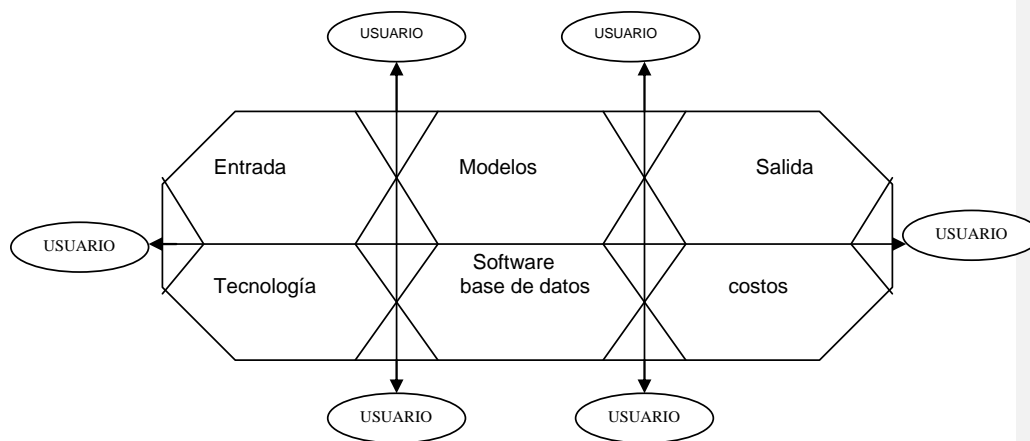 USUARIO
USUARIO
Entrada
Modelos
Salida
USUARIO
USUARIO
Tecnología
Software
base de datos
costos
USUARIO
USUARIO